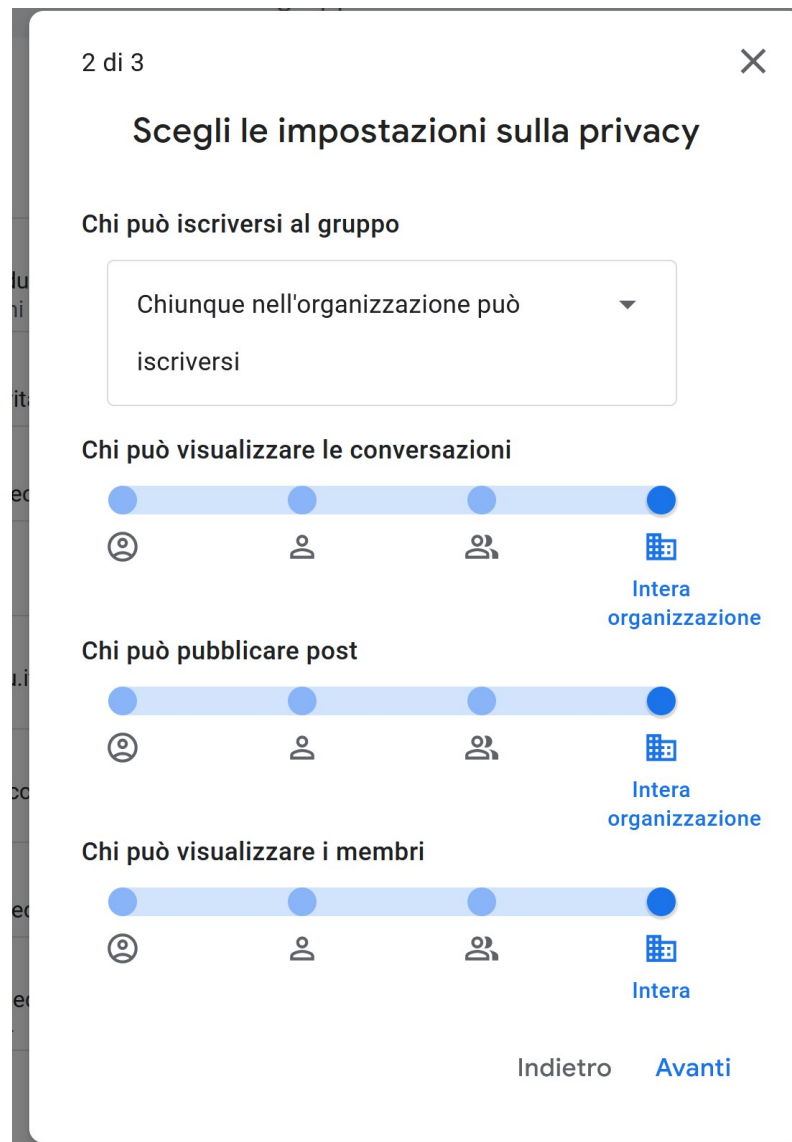 2 di 3
Scegli le impostazioni sulla privacy
Chi può iscriversi al gruppo
Chiunque nell'organizzazione può
iscriversi
Chi può visualizzare le conversazioni
Intera
organizzazione
Chi può pubblicare post
Intera
organizzazione
Chi può visualizzare i membri
Intera
Indietro Avanti